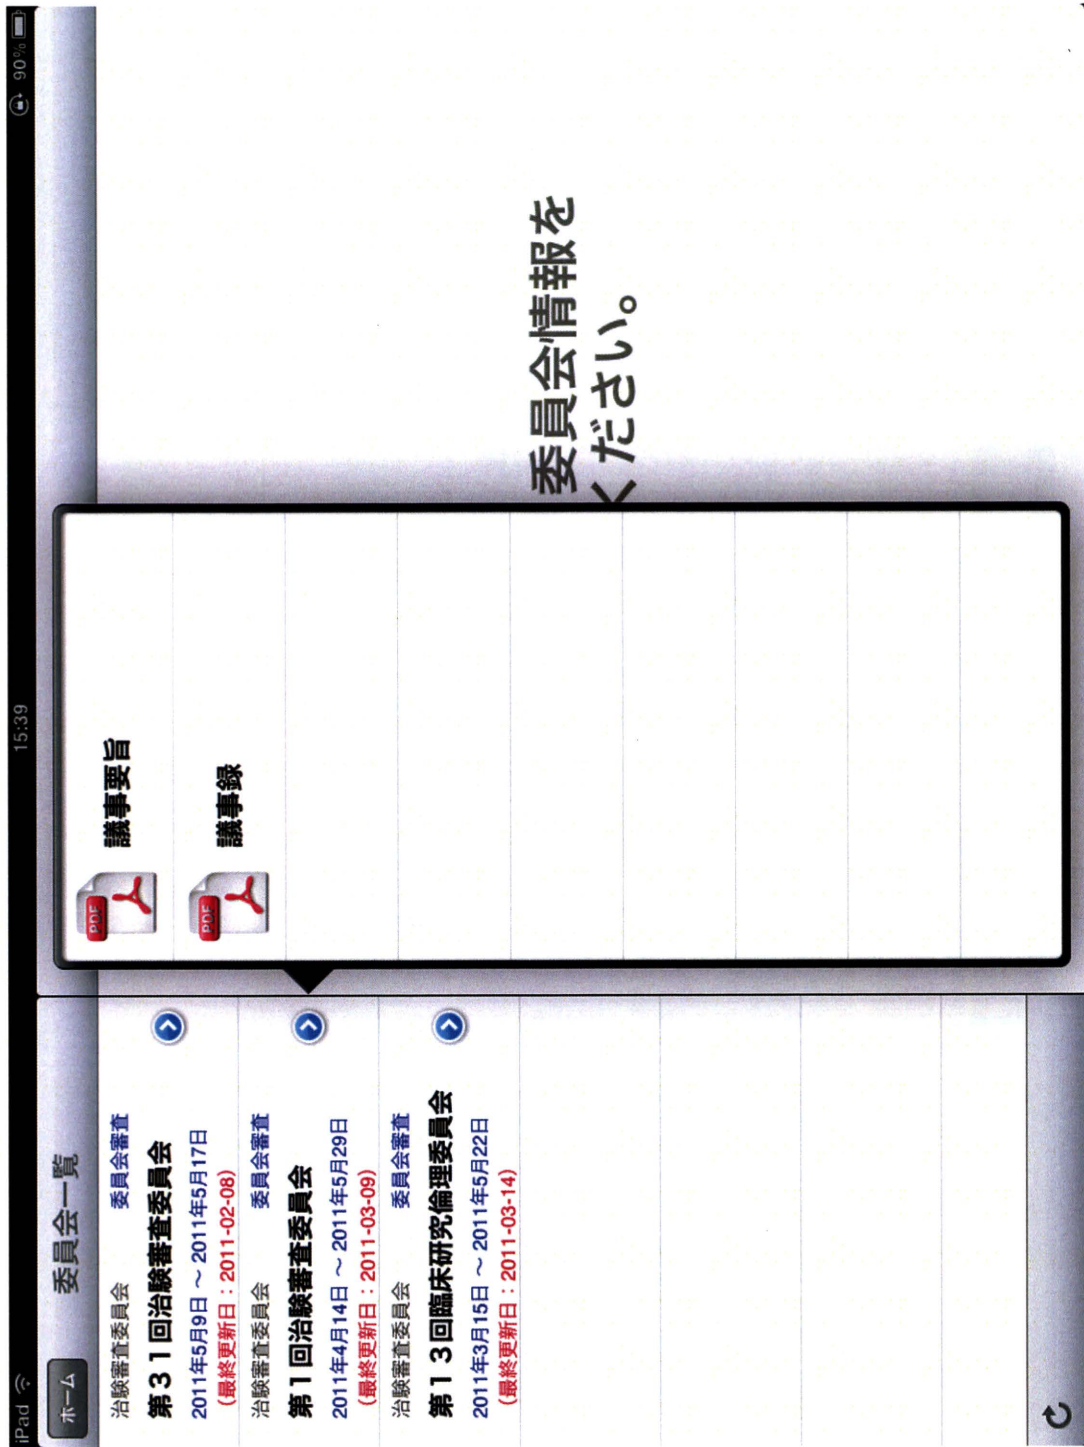 iPad
15:39
90%
ホーム
委員会一覧
治験審査委員会 委員会審査
第31回治験審査委員会
2011年5月9日 ～ 2011年5月17日
(最終更新日：2011-02-08)
治験審査委員会 委員会審査
第1回治験審査委員会
2011年4月14日 ～ 2011年5月29日
(最終更新日：2011-03-09)
治験審査委員会 委員会審査
第13回臨床研究倫理委員会
2011年3月15日 ～ 2011年5月22日
(最終更新日：2011-03-14)
PDF 議事要旨
PDF 議事録
委員会情報を
ください。